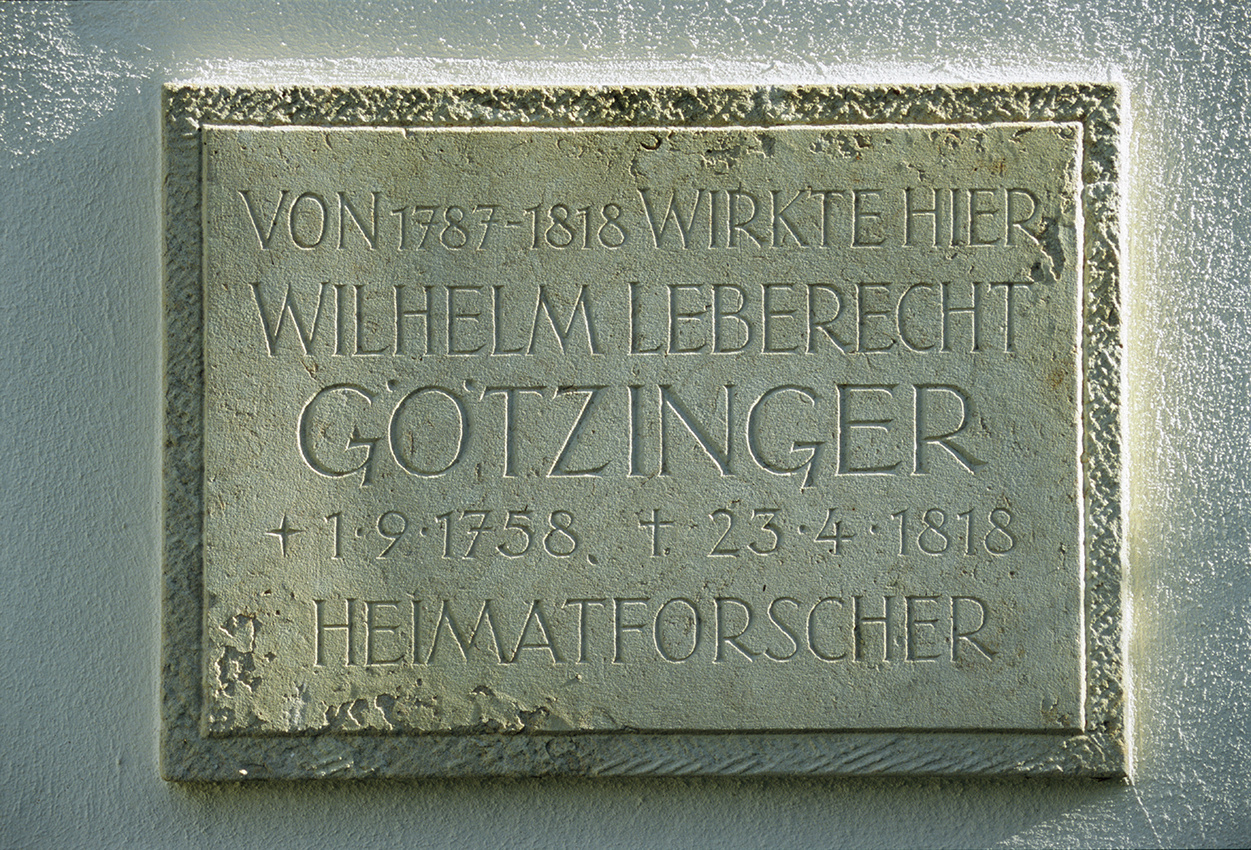 VON 1787-1818 WIRKTE HIER
WILHELM LEBERECHT
GÖTZINGER
✦ 1·9·1758 † 23·4·1818
HEIMATFORSCHER